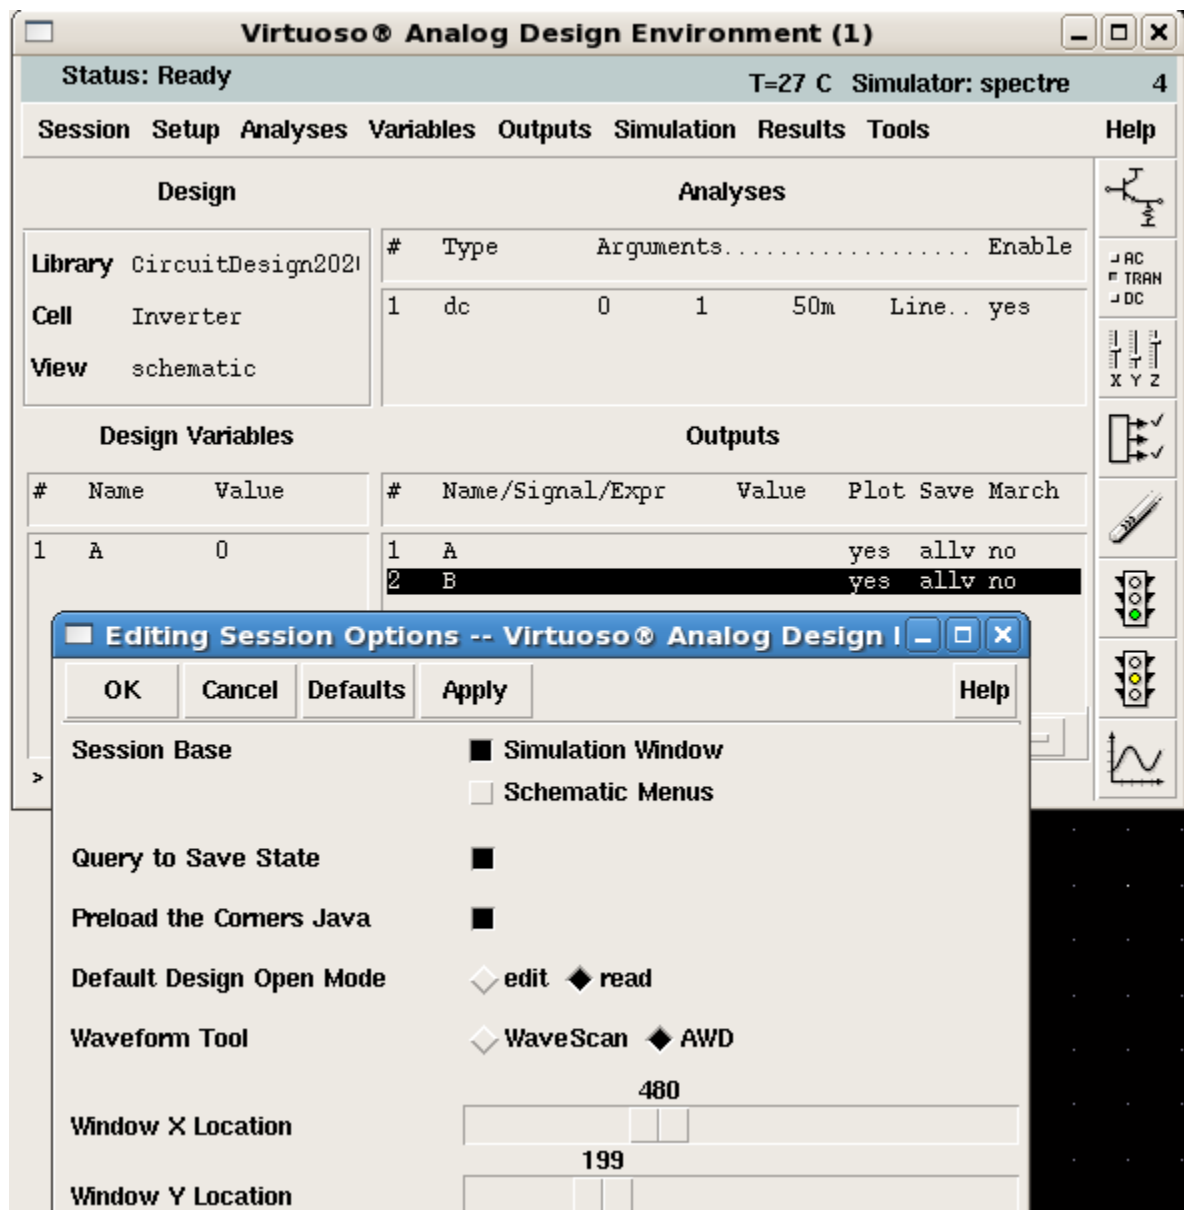 Virtuoso® Analog Design Environment (1)
Status: Ready T=27 C Simulator: spectre 4
Session Setup Analyses Variables Outputs Simulation Results Tools Help
Design Analyses
# Type Arguments................... Enable
Library CircuitDesign202
1 dc 0 1 50m Line.. yes
Cell Inverter
View schematic
AC
TRAN
DC
X Y Z
Design Variables Outputs
# Name Value # Name/Signal/Expr Value Plot Save March
1 A 0 1 A yes allv no
2 B yes allv no
Editing Session Options -- Virtuoso® Analog Design
OK Cancel Defaults Apply Help
Session Base Simulation Window
Schematic Menus
>
Query to Save State
Preload the Corners Java
Default Design Open Mode edit read
Waveform Tool WaveScan AWD
480
Window X Location
199
Window Y Location